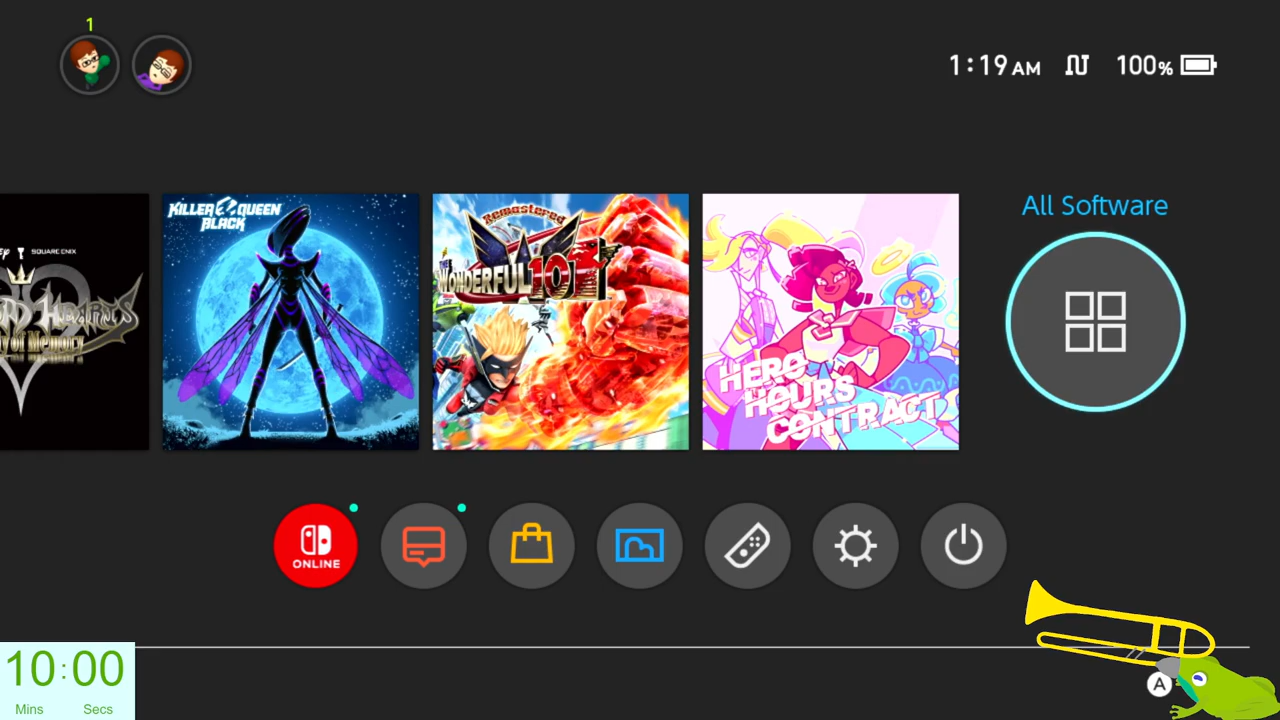 1
1:19 AM 100%
All Software
SQUARE ENIX
KILLER QUEEN
BLACK
Remastered
THE
WONDERFUL 101
HERO
HOURS
CONTRACT
ONLINE
10:00
Mins Secs
A